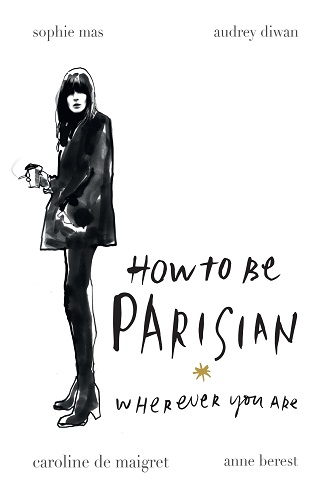 sophie mas
audrey diwan
HOW TO BE
PARISIAN
*
WHEREVER YOU ARE
caroline de maigret
anne berest